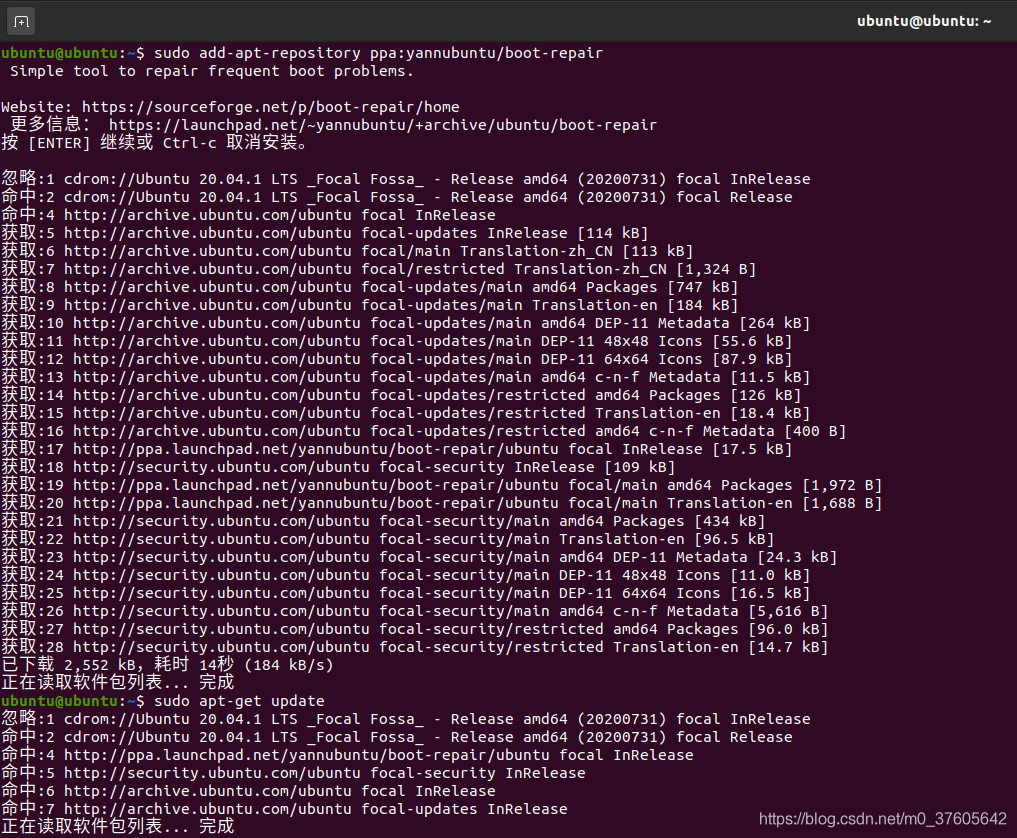 ubuntu@ubuntu: ~
ubuntu@ubuntu:~$ sudo add-apt-repository ppa:yannubuntu/boot-repair
Simple tool to repair frequent boot problems.
Website: https://sourceforge.net/p/boot-repair/home
更多信息： https://launchpad.net/~yannubuntu/+archive/ubuntu/boot-repair
按 [ENTER] 继续或 Ctrl-c 取消安装。
忽略:1 cdrom://Ubuntu 20.04.1 LTS _Focal Fossa_ - Release amd64 (20200731) focal InRelease
命中:2 cdrom://Ubuntu 20.04.1 LTS _Focal Fossa_ - Release amd64 (20200731) focal Release
命中:4 http://archive.ubuntu.com/ubuntu focal InRelease
获取:5 http://archive.ubuntu.com/ubuntu focal-updates InRelease [114 kB]
获取:6 http://archive.ubuntu.com/ubuntu focal/main Translation-zh_CN [113 kB]
获取:7 http://archive.ubuntu.com/ubuntu focal/restricted Translation-zh_CN [1,324 B]
获取:8 http://archive.ubuntu.com/ubuntu focal-updates/main amd64 Packages [747 kB]
获取:9 http://archive.ubuntu.com/ubuntu focal-updates/main Translation-en [184 kB]
获取:10 http://archive.ubuntu.com/ubuntu focal-updates/main amd64 DEP-11 Metadata [264 kB]
获取:11 http://archive.ubuntu.com/ubuntu focal-updates/main DEP-11 48x48 Icons [55.6 kB]
获取:12 http://archive.ubuntu.com/ubuntu focal-updates/main DEP-11 64x64 Icons [87.9 kB]
获取:13 http://archive.ubuntu.com/ubuntu focal-updates/main amd64 c-n-f Metadata [11.5 kB]
获取:14 http://archive.ubuntu.com/ubuntu focal-updates/restricted amd64 Packages [126 kB]
获取:15 http://archive.ubuntu.com/ubuntu focal-updates/restricted Translation-en [18.4 kB]
获取:16 http://archive.ubuntu.com/ubuntu focal-updates/restricted amd64 c-n-f Metadata [400 B]
获取:17 http://ppa.launchpad.net/yannubuntu/boot-repair/ubuntu focal InRelease [17.5 kB]
获取:18 http://security.ubuntu.com/ubuntu focal-security InRelease [109 kB]
获取:19 http://ppa.launchpad.net/yannubuntu/boot-repair/ubuntu focal/main amd64 Packages [1,972 B]
获取:20 http://ppa.launchpad.net/yannubuntu/boot-repair/ubuntu focal/main Translation-en [1,688 B]
获取:21 http://security.ubuntu.com/ubuntu focal-security/main amd64 Packages [434 kB]
获取:22 http://security.ubuntu.com/ubuntu focal-security/main Translation-en [96.5 kB]
获取:23 http://security.ubuntu.com/ubuntu focal-security/main amd64 DEP-11 Metadata [24.3 kB]
获取:24 http://security.ubuntu.com/ubuntu focal-security/main DEP-11 48x48 Icons [11.0 kB]
获取:25 http://security.ubuntu.com/ubuntu focal-security/main DEP-11 64x64 Icons [16.5 kB]
获取:26 http://security.ubuntu.com/ubuntu focal-security/main amd64 c-n-f Metadata [5,616 B]
获取:27 http://security.ubuntu.com/ubuntu focal-security/restricted amd64 Packages [96.0 kB]
获取:28 http://security.ubuntu.com/ubuntu focal-security/restricted Translation-en [14.7 kB]
已下载 2,552 kB，耗时 14秒 (184 kB/s)
正在读取软件包列表... 完成
ubuntu@ubuntu:~$ sudo apt-get update
忽略:1 cdrom://Ubuntu 20.04.1 LTS _Focal Fossa_ - Release amd64 (20200731) focal InRelease
命中:2 cdrom://Ubuntu 20.04.1 LTS _Focal Fossa_ - Release amd64 (20200731) focal Release
命中:4 http://ppa.launchpad.net/yannubuntu/boot-repair/ubuntu focal InRelease
命中:5 http://security.ubuntu.com/ubuntu focal-security InRelease
命中:6 http://archive.ubuntu.com/ubuntu focal InRelease
命中:7 http://archive.ubuntu.com/ubuntu focal-updates InRelease
正在读取软件包列表... 完成
https://blog.csdn.net/m0_37605642